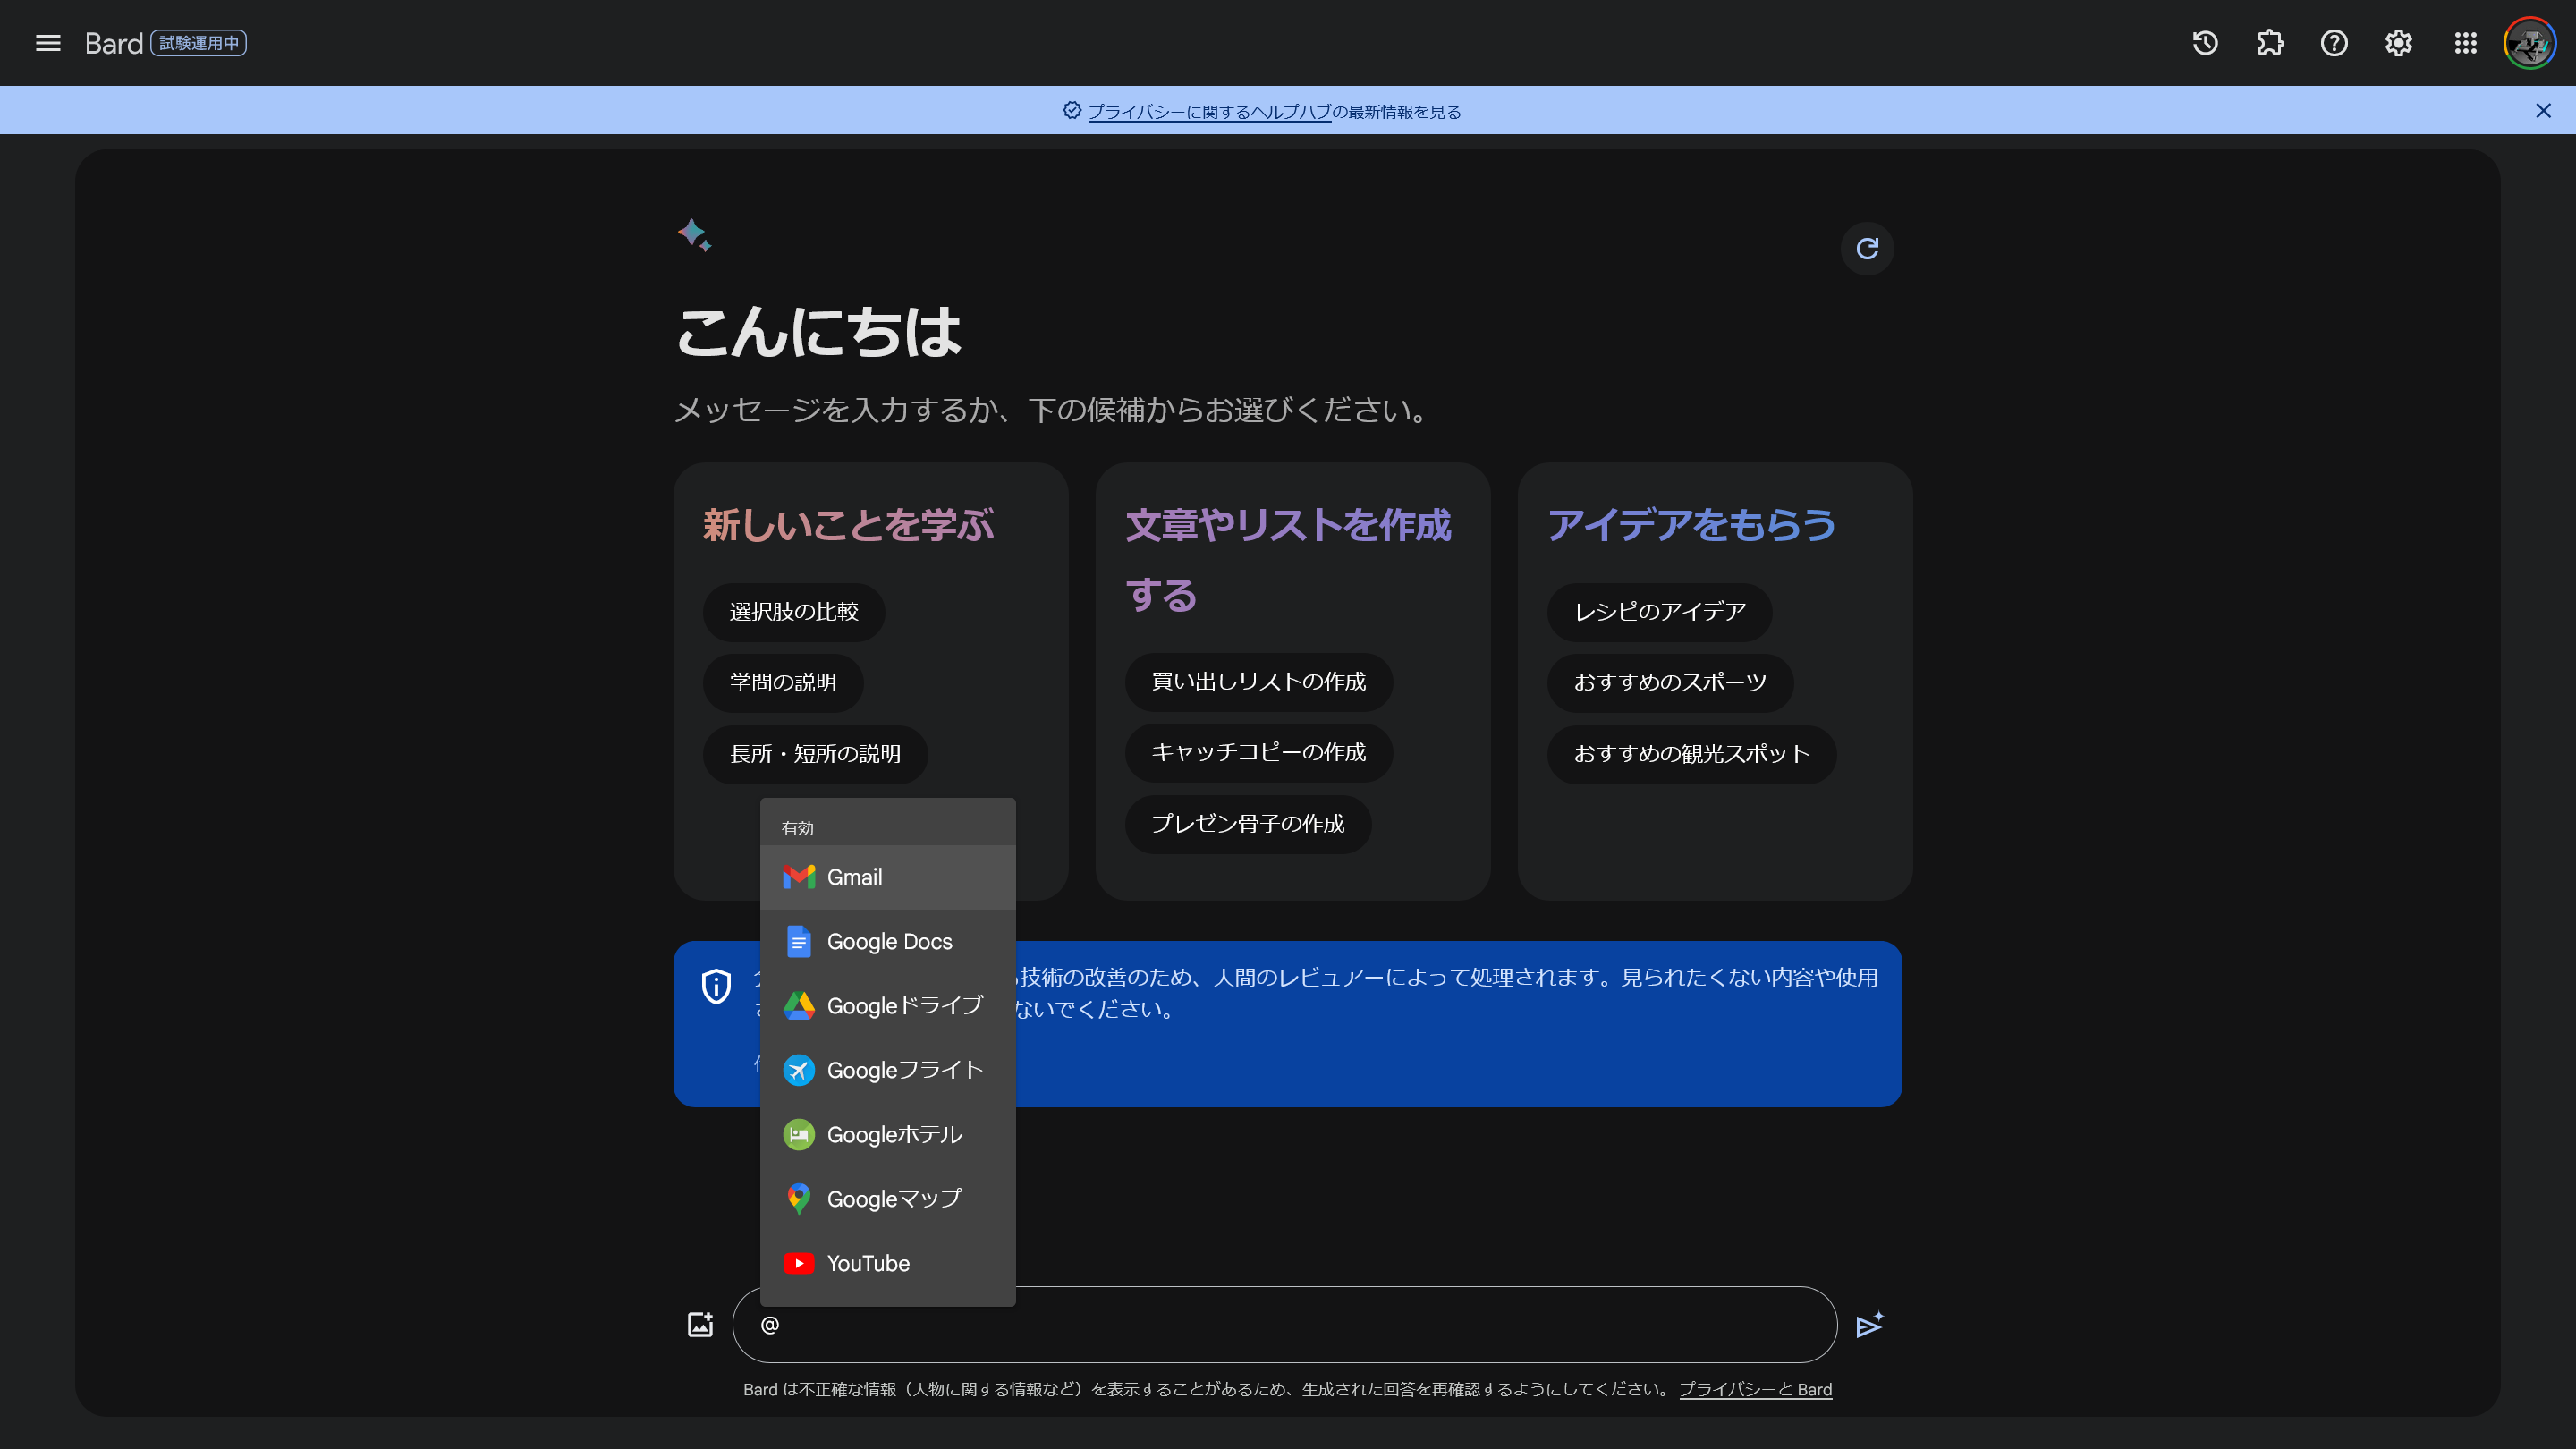 Bard 試験運用中
プライバシーに関するヘルプハブの最新情報を見る
こんにちは
メッセージを入力するか、下の候補からお選びください。
新しいことを学ぶ
選択肢の比較
学問の説明
長所・短所の説明
文章やリストを作成
する
買い出しリストの作成
キャッチコピーの作成
プレゼン骨子の作成
アイデアをもらう
レシピのアイデア
おすすめのスポーツ
おすすめの観光スポット
技術の改善のため、人間のレビュアーによって処理されます。見られたくない内容や使用
ないでください。
有効
Gmail
Google Docs
Googleドライブ
Googleフライト
Googleホテル
Googleマップ
YouTube
@
Bard は不正確な情報（人物に関する情報など）を表示することがあるため、生成された回答を再確認するようにしてください。 プライバシーと Bard